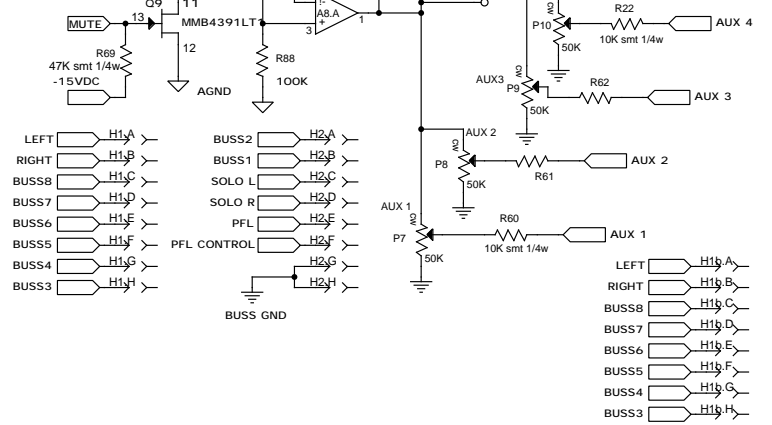 Q9
11
MUTE
13
MMB4391LT1
12
R69
47K smt 1/4w
-15VDC
AGND
R88
100K
A8.A
3
+
1
CW
P10
50K
R22
10K smt 1/4w
AUX 4
AUX3
CW
P9
50K
R62
AUX 3
AUX 2
CW
P8
50K
R61
AUX 2
AUX 1
CW
P7
50K
R60
10K smt 1/4w
AUX 1
LEFT H1.A
RIGHT H1.B
BUSS8 H1.C
BUSS7 H1.D
BUSS6 H1.E
BUSS5 H1.F
BUSS4 H1.G
BUSS3 H1.H
BUSS2 H2.A
BUSS1 H2.B
SOLO L H2.C
SOLO R H2.D
PFL H2.E
PFL CONTROL H2.F
H2.G
H2.H
BUSS GND
LEFT H1b.A
RIGHT H1b.B
BUSS8 H1b.C
BUSS7 H1b.D
BUSS6 H1b.E
BUSS5 H1b.F
BUSS4 H1b.G
BUSS3 H1b.H